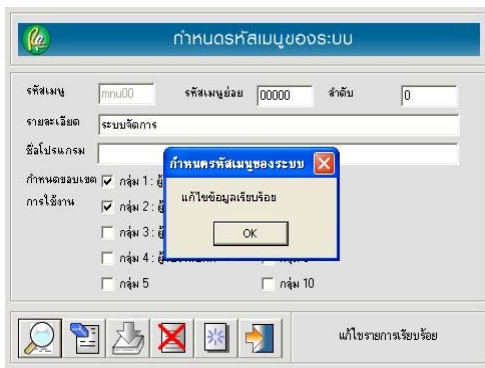 กำหนดรหัสเมนูของระบบ
รหัสเมนู mnu00 รหัสเมนูย่อย 00000 ลำดับ 0
รายละเอียด ระบบจัดการ
ชื่อโปรแกรม
กำหนดรหัสเมนูของระบบ
แก้ไขข้อมูลเรียบร้อย
OK
กำหนดขอบเขต กลุ่ม 1 :
การใช้งาน กลุ่ม 2 :
กลุ่ม 3 :
กลุ่ม 4 :
กลุ่ม 5 กลุ่ม 10
แก้ไขรายการเรียบร้อย